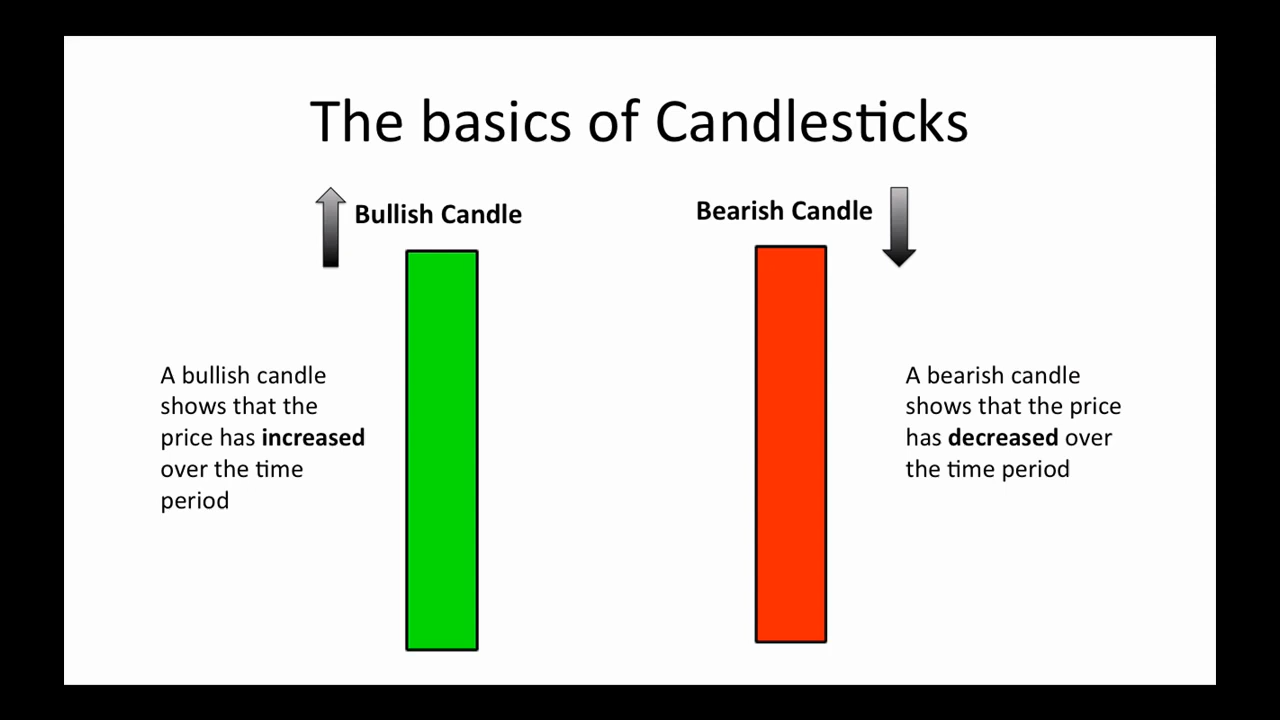 The basics of Candlesticks
Bullish Candle
Bearish Candle
A bullish candle
shows that the
price has increased
over the time
period
A bearish candle
shows that the price
has decreased over
the time period